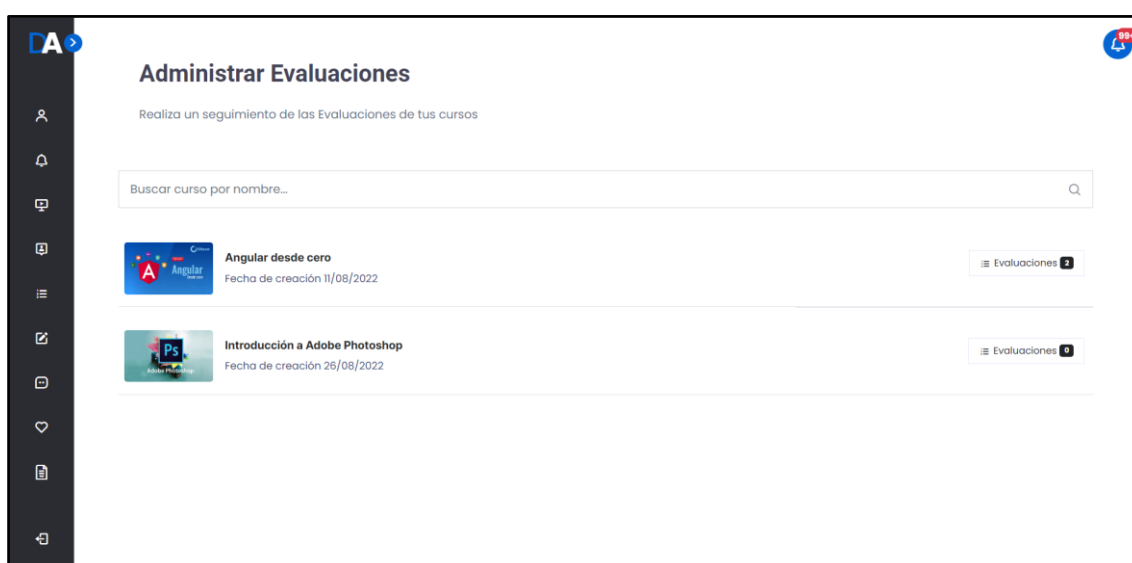 DA
99+
Administrar Evaluaciones
Realiza un seguimiento de las Evaluaciones de tus cursos
Buscar curso por nombre...
Angular
Angular desde cero
Fecha de creación 11/08/2022
Evaluaciones 2
Ps
Adobe Photoshop
Introducción a Adobe Photoshop
Fecha de creación 26/08/2022
Evaluaciones 0